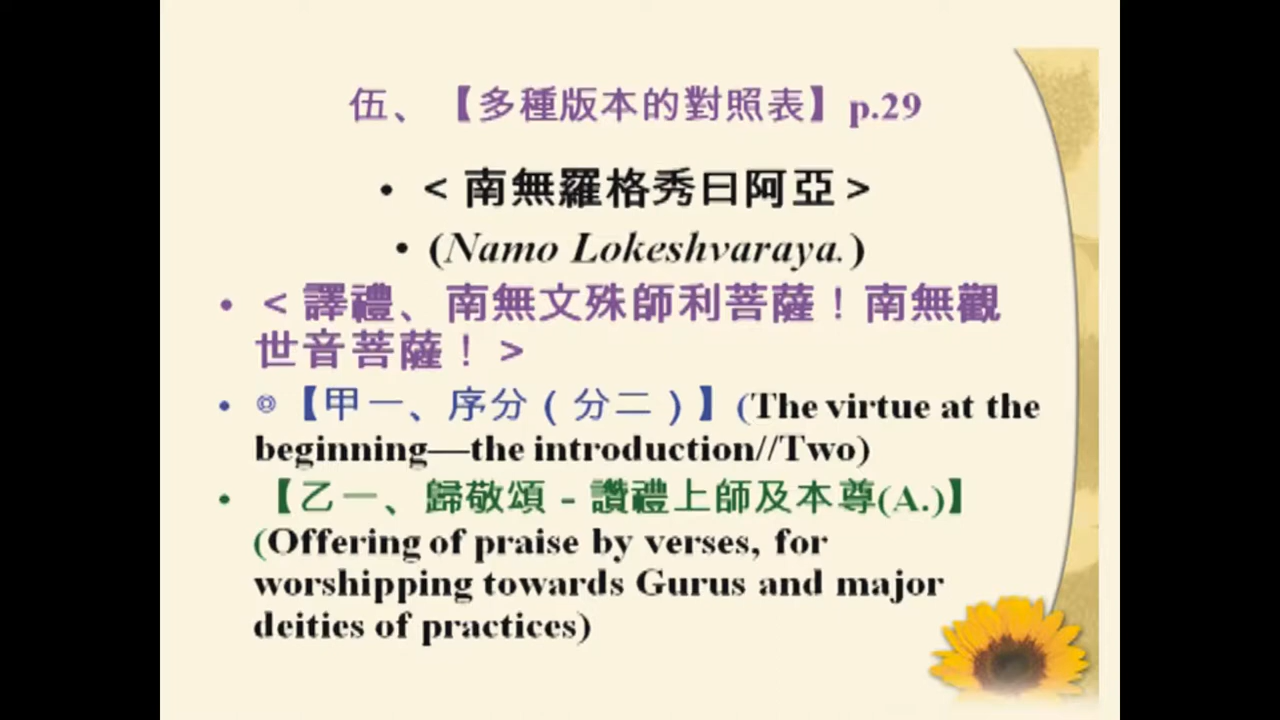 伍、【多種版本的對照表】p.29
• <南無羅格秀曰阿亞>
• (Namo Lokeshvaraya.)
• <譯禮、南無文殊師利菩薩！南無觀
世音菩薩！>
• ◎【甲一、序分（分二）】(The virtue at the
beginning—the introduction//Two)
• 【乙一、歸敬頌－讚禮上師及本尊(A.)】
(Offering of praise by verses, for
worshipping towards Gurus and major
deities of practices)